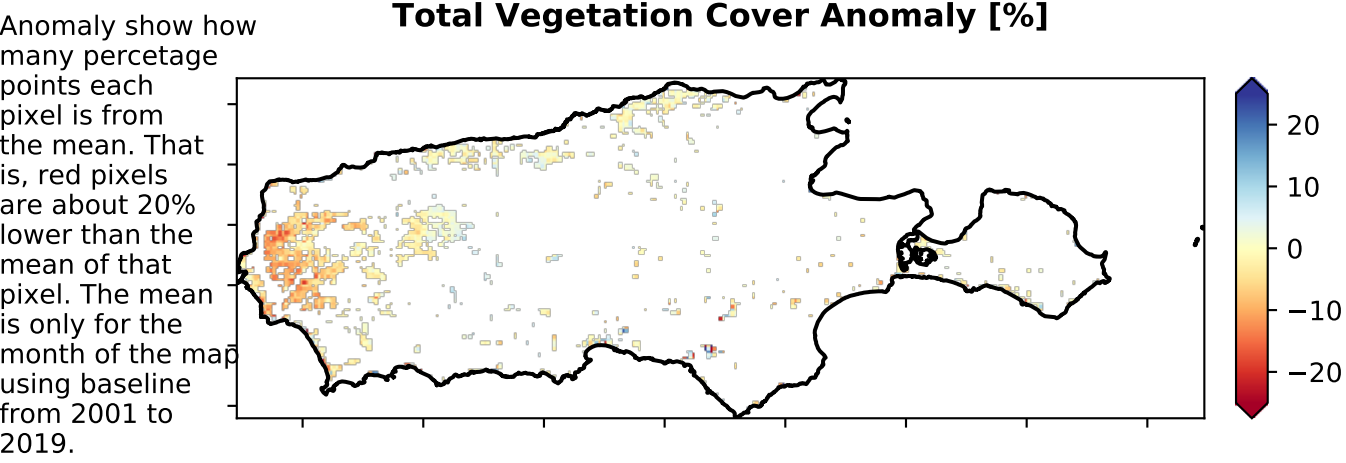 Total Vegetation Cover Anomaly [%]
Anomaly show how
many percetage
points each
pixel is from
the mean. That
is, red pixels
are about 20%
lower than the
mean of that
pixel. The mean
is only for the
month of the map
using baseline
from 2001 to
2019.
20
10
0
−10
−20